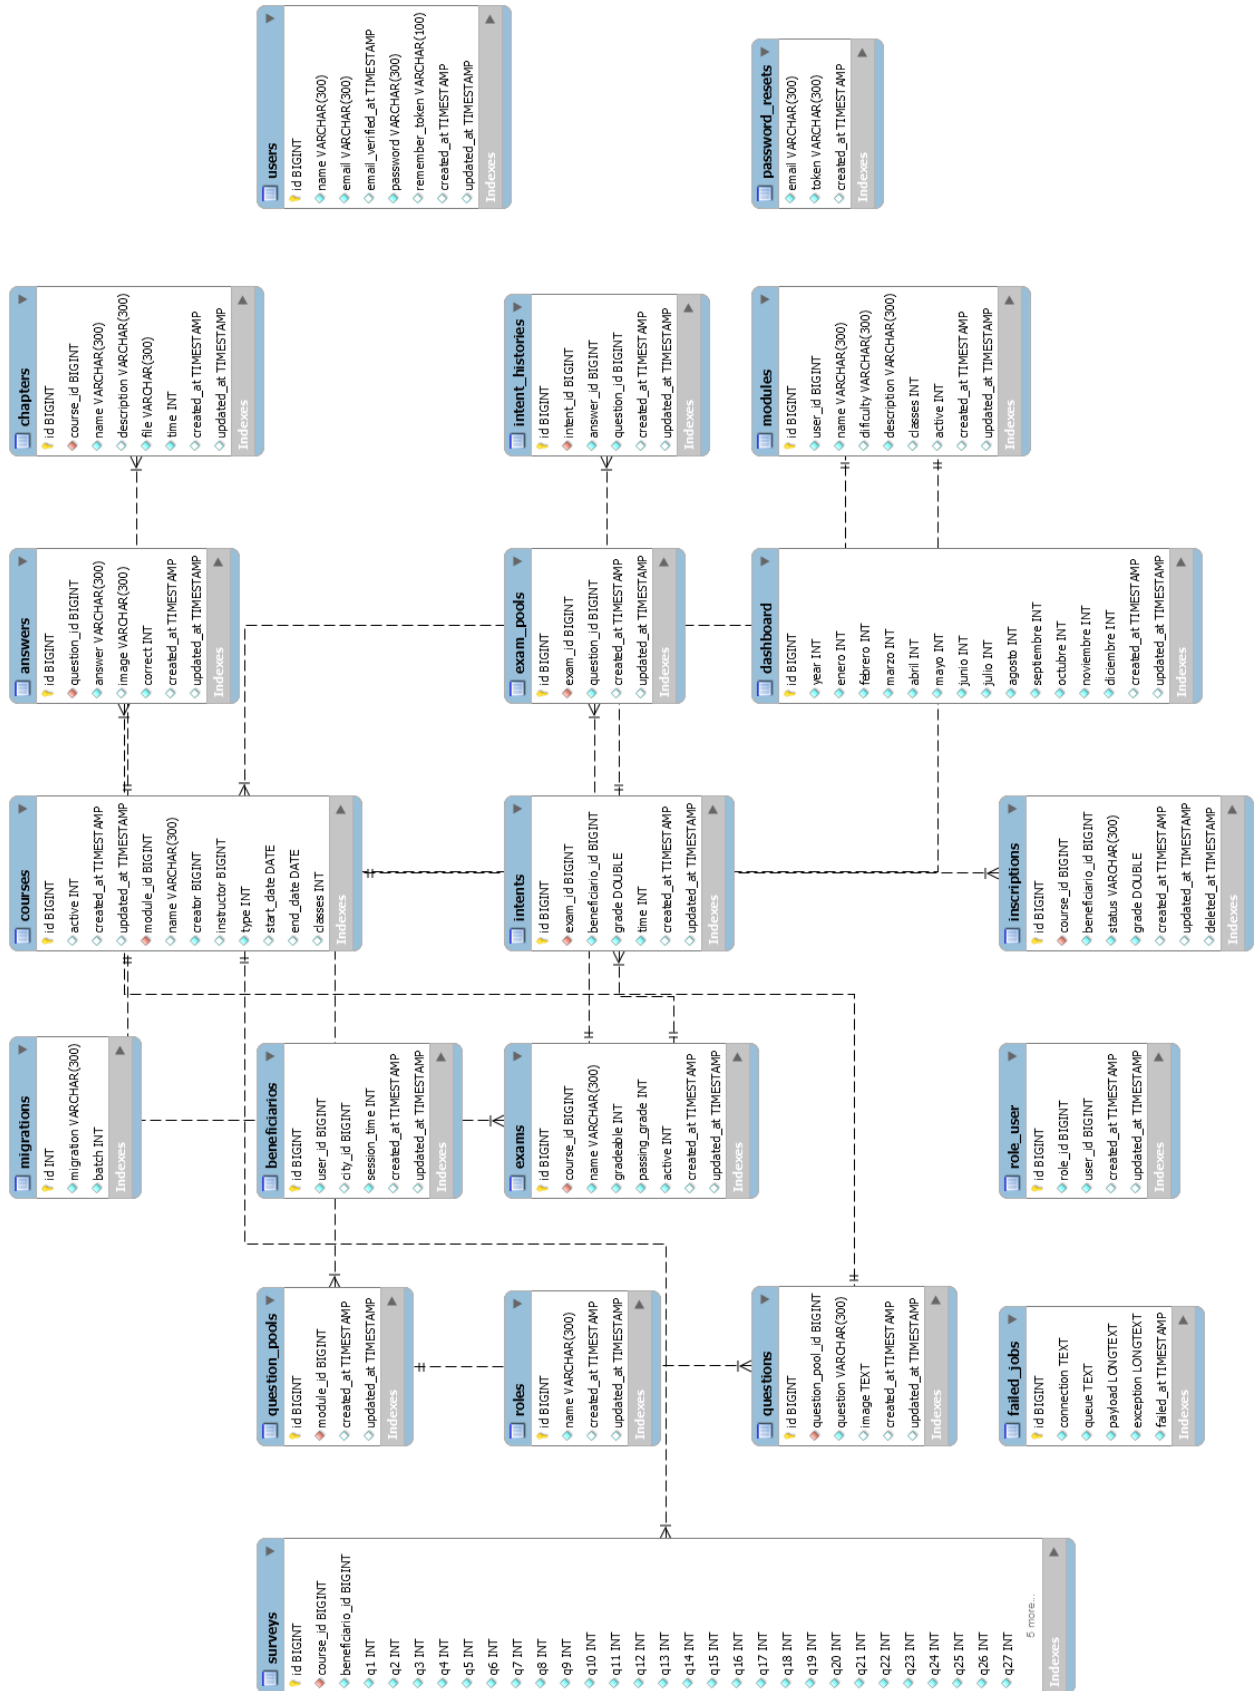 migrations
id INT
migration VARCHAR(300)
batch INT
Indexes
courses
id BIGINT
active INT
created_at TIMESTAMP
updated_at TIMESTAMP
module_id BIGINT
name VARCHAR(300)
creator BIGINT
instructor BIGINT
type INT
start_date DATE
end_date DATE
classes INT
Indexes
answers
id BIGINT
question_id BIGINT
answer VARCHAR(300)
image VARCHAR(300)
correct INT
created_at TIMESTAMP
updated_at TIMESTAMP
Indexes
chapters
id BIGINT
course_id BIGINT
name VARCHAR(300)
description VARCHAR(300)
file VARCHAR(300)
time INT
created_at TIMESTAMP
updated_at TIMESTAMP
Indexes
surveys
id BIGINT
course_id BIGINT
beneficiario_id BIGINT
q1 INT
q2 INT
q3 INT
q4 INT
q5 INT
q6 INT
q7 INT
q8 INT
q9 INT
q10 INT
q11 INT
q12 INT
q13 INT
q14 INT
q15 INT
q16 INT
q17 INT
q18 INT
q19 INT
q20 INT
q21 INT
q22 INT
q23 INT
q24 INT
q25 INT
q26 INT
q27 INT
5 more...
Indexes
question_pools
id BIGINT
module_id BIGINT
created_at TIMESTAMP
updated_at TIMESTAMP
Indexes
beneficiarios
id BIGINT
user_id BIGINT
city_id BIGINT
session_time INT
created_at TIMESTAMP
updated_at TIMESTAMP
Indexes
users
id BIGINT
name VARCHAR(300)
email VARCHAR(300)
email_verified_at TIMESTAMP
password VARCHAR(300)
remember_token VARCHAR(100)
created_at TIMESTAMP
updated_at TIMESTAMP
Indexes
roles
id BIGINT
name VARCHAR(300)
created_at TIMESTAMP
updated_at TIMESTAMP
Indexes
exams
id BIGINT
course_id BIGINT
name VARCHAR(300)
gradeable INT
passing_grade INT
active INT
created_at TIMESTAMP
updated_at TIMESTAMP
Indexes
intents
id BIGINT
exam_id BIGINT
beneficiario_id BIGINT
grade DOUBLE
time INT
created_at TIMESTAMP
updated_at TIMESTAMP
Indexes
exam_pools
id BIGINT
exam_id BIGINT
question_id BIGINT
created_at TIMESTAMP
updated_at TIMESTAMP
Indexes
intent_histories
id BIGINT
intent_id BIGINT
answer_id BIGINT
question_id BIGINT
created_at TIMESTAMP
updated_at TIMESTAMP
Indexes
questions
id BIGINT
question_pool_id BIGINT
question VARCHAR(300)
image TEXT
created_at TIMESTAMP
updated_at TIMESTAMP
Indexes
dashboard
id BIGINT
year INT
enero INT
febrero INT
marzo INT
abril INT
mayo INT
junio INT
julio INT
agosto INT
septiembre INT
octubre INT
noviembre INT
diciembre INT
created_at TIMESTAMP
updated_at TIMESTAMP
Indexes
modules
id BIGINT
user_id BIGINT
name VARCHAR(300)
dificulty VARCHAR(300)
description VARCHAR(300)
classes INT
active INT
created_at TIMESTAMP
updated_at TIMESTAMP
Indexes
password_resets
email VARCHAR(300)
token VARCHAR(300)
created_at TIMESTAMP
Indexes
failed_jobs
id BIGINT
connection TEXT
queue TEXT
payload LONGTEXT
exception LONGTEXT
failed_at TIMESTAMP
Indexes
role_user
id BIGINT
role_id BIGINT
user_id BIGINT
created_at TIMESTAMP
updated_at TIMESTAMP
Indexes
inscriptions
id BIGINT
course_id BIGINT
beneficiario_id BIGINT
status VARCHAR(300)
grade DOUBLE
created_at TIMESTAMP
updated_at TIMESTAMP
deleted_at TIMESTAMP
Indexes